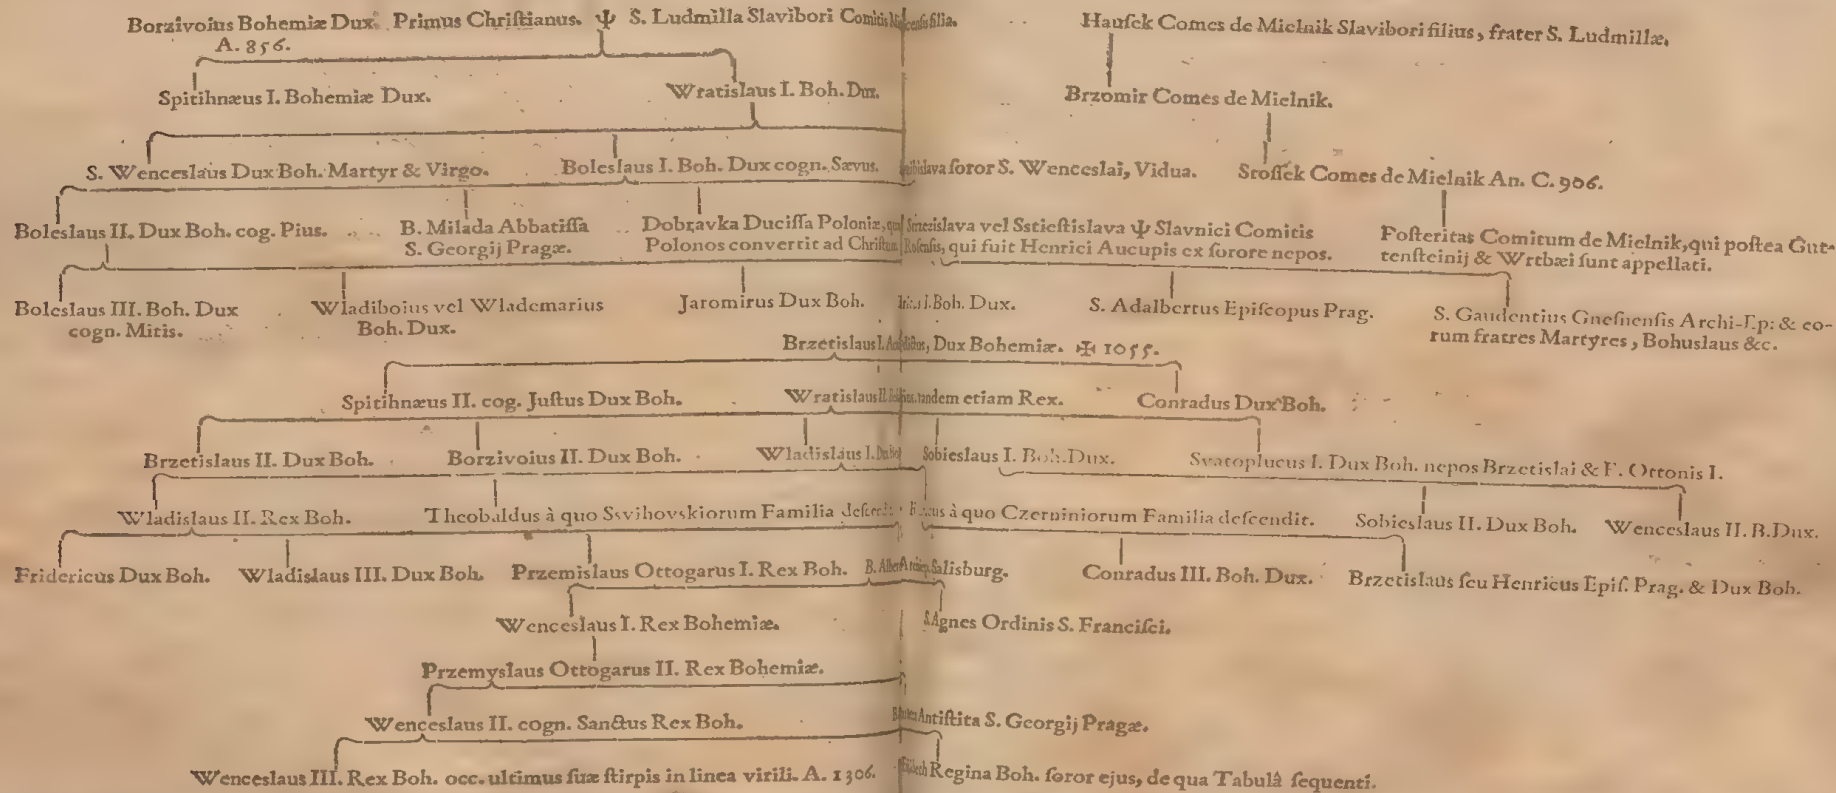 Borzivoius Bohemiæ Dux. Primus Chriſtianus. Ψ S. Ludmilla Slavibori Comitis filia.
A. 856.
Hauſek Comes de Mielnik Slavibori filius, frater S. Ludmillæ.
Spitihnæus I. Bohemiæ Dux.
Wratislaus I. Boh. Dux.
Brzomir Comes de Mielnik.
S. Wenceslaus Dux Boh. Martyr & Virgo.
Boleslaus I. Boh. Dux cogn. Sævus.
ſoror S. Wenceslai, Vidua.
Stoſſek Comes de Mielnik An. C. 906.
Boleslaus II. Dux Boh. cog. Pius.
B. Milada Abbatiſſa
S. Georgij Pragæ.
Dobravka Duciſſa Poloniæ, quæ
Polonos convertit ad Chriſtum.
vel Sstieſtislava Ψ Slavnici Comitis
qui fuit Henrici Aucupis ex ſorore nepos.
Poſteritas Comitum de Mielnik, qui poſtea Gut-
tenſteinij & Wrtbæi ſunt appellati.
Boleslaus III. Boh. Dux
cogn. Mitis.
Wladiboius vel Wlademarius
Boh. Dux.
Jaromirus Dux Boh.
I. Boh. Dux.
S. Adalbertus Epiſcopus Prag.
S. Gaudentius Gneſnenſis Archi-Ep: & eo-
rum fratres Martyres, Bohuslaus &c.
Brzetislaus I. Dux Bohemiæ. ✠ 1055.
Spitihnæus II. cog. Juſtus Dux Boh.
Wratislaus II. tandem etiam Rex.
Conradus Dux Boh.
Brzetislaus II. Dux Boh.
Borzivoius II. Dux Boh.
Wladislaus I. Dux Boh.
Sobieslaus I. Boh. Dux.
Svatoplucus I. Dux Boh. nepos Brzetislai & F. Ottonis I.
Wladislaus II. Rex Boh.
Theobaldus à quo Ssvihovskiorum Familia deſcendit.
à quo Czerniniorum Familia deſcendit.
Sobieslaus II. Dux Boh.
Wenceslaus II. B. Dux.
Fridericus Dux Boh.
Wladislaus III. Dux Boh.
Przemislaus Ottogarus I. Rex Boh.
B. Salisburg.
Conradus III. Boh. Dux.
Brzetislaus ſeu Henricus Epiſ. Prag. & Dux Boh.
Wenceslaus I. Rex Bohemiæ.
S. Agnes Ordinis S. Franciſci.
Przemyslaus Ottogarus II. Rex Bohemiæ.
Wenceslaus II. cogn. Sanctus Rex Boh.
Antiſtita S. Georgij Pragæ.
Wenceslaus III. Rex Boh. occ. ultimus ſuæ ſtirpis in linea virili. A. 1306.
Regina Boh. ſoror ejus, de qua Tabulâ ſequenti.